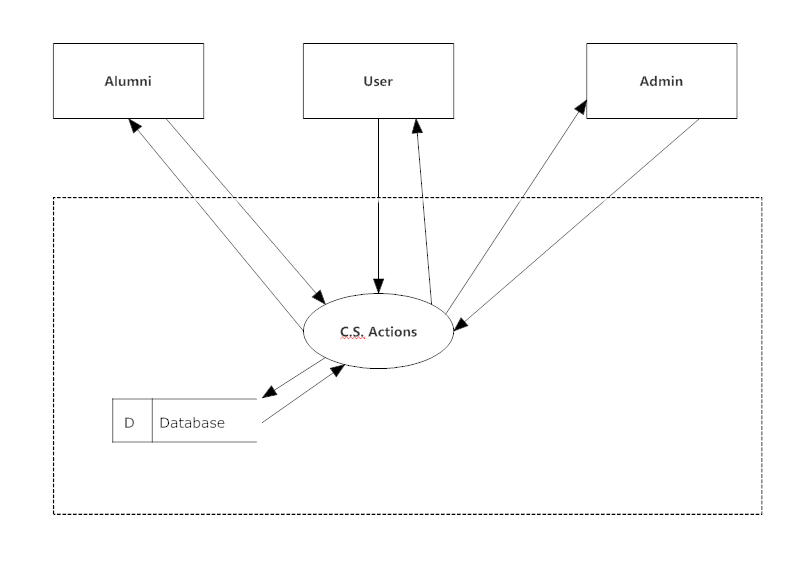 Alumni
User
Admin
C.S. Actions
D
Database